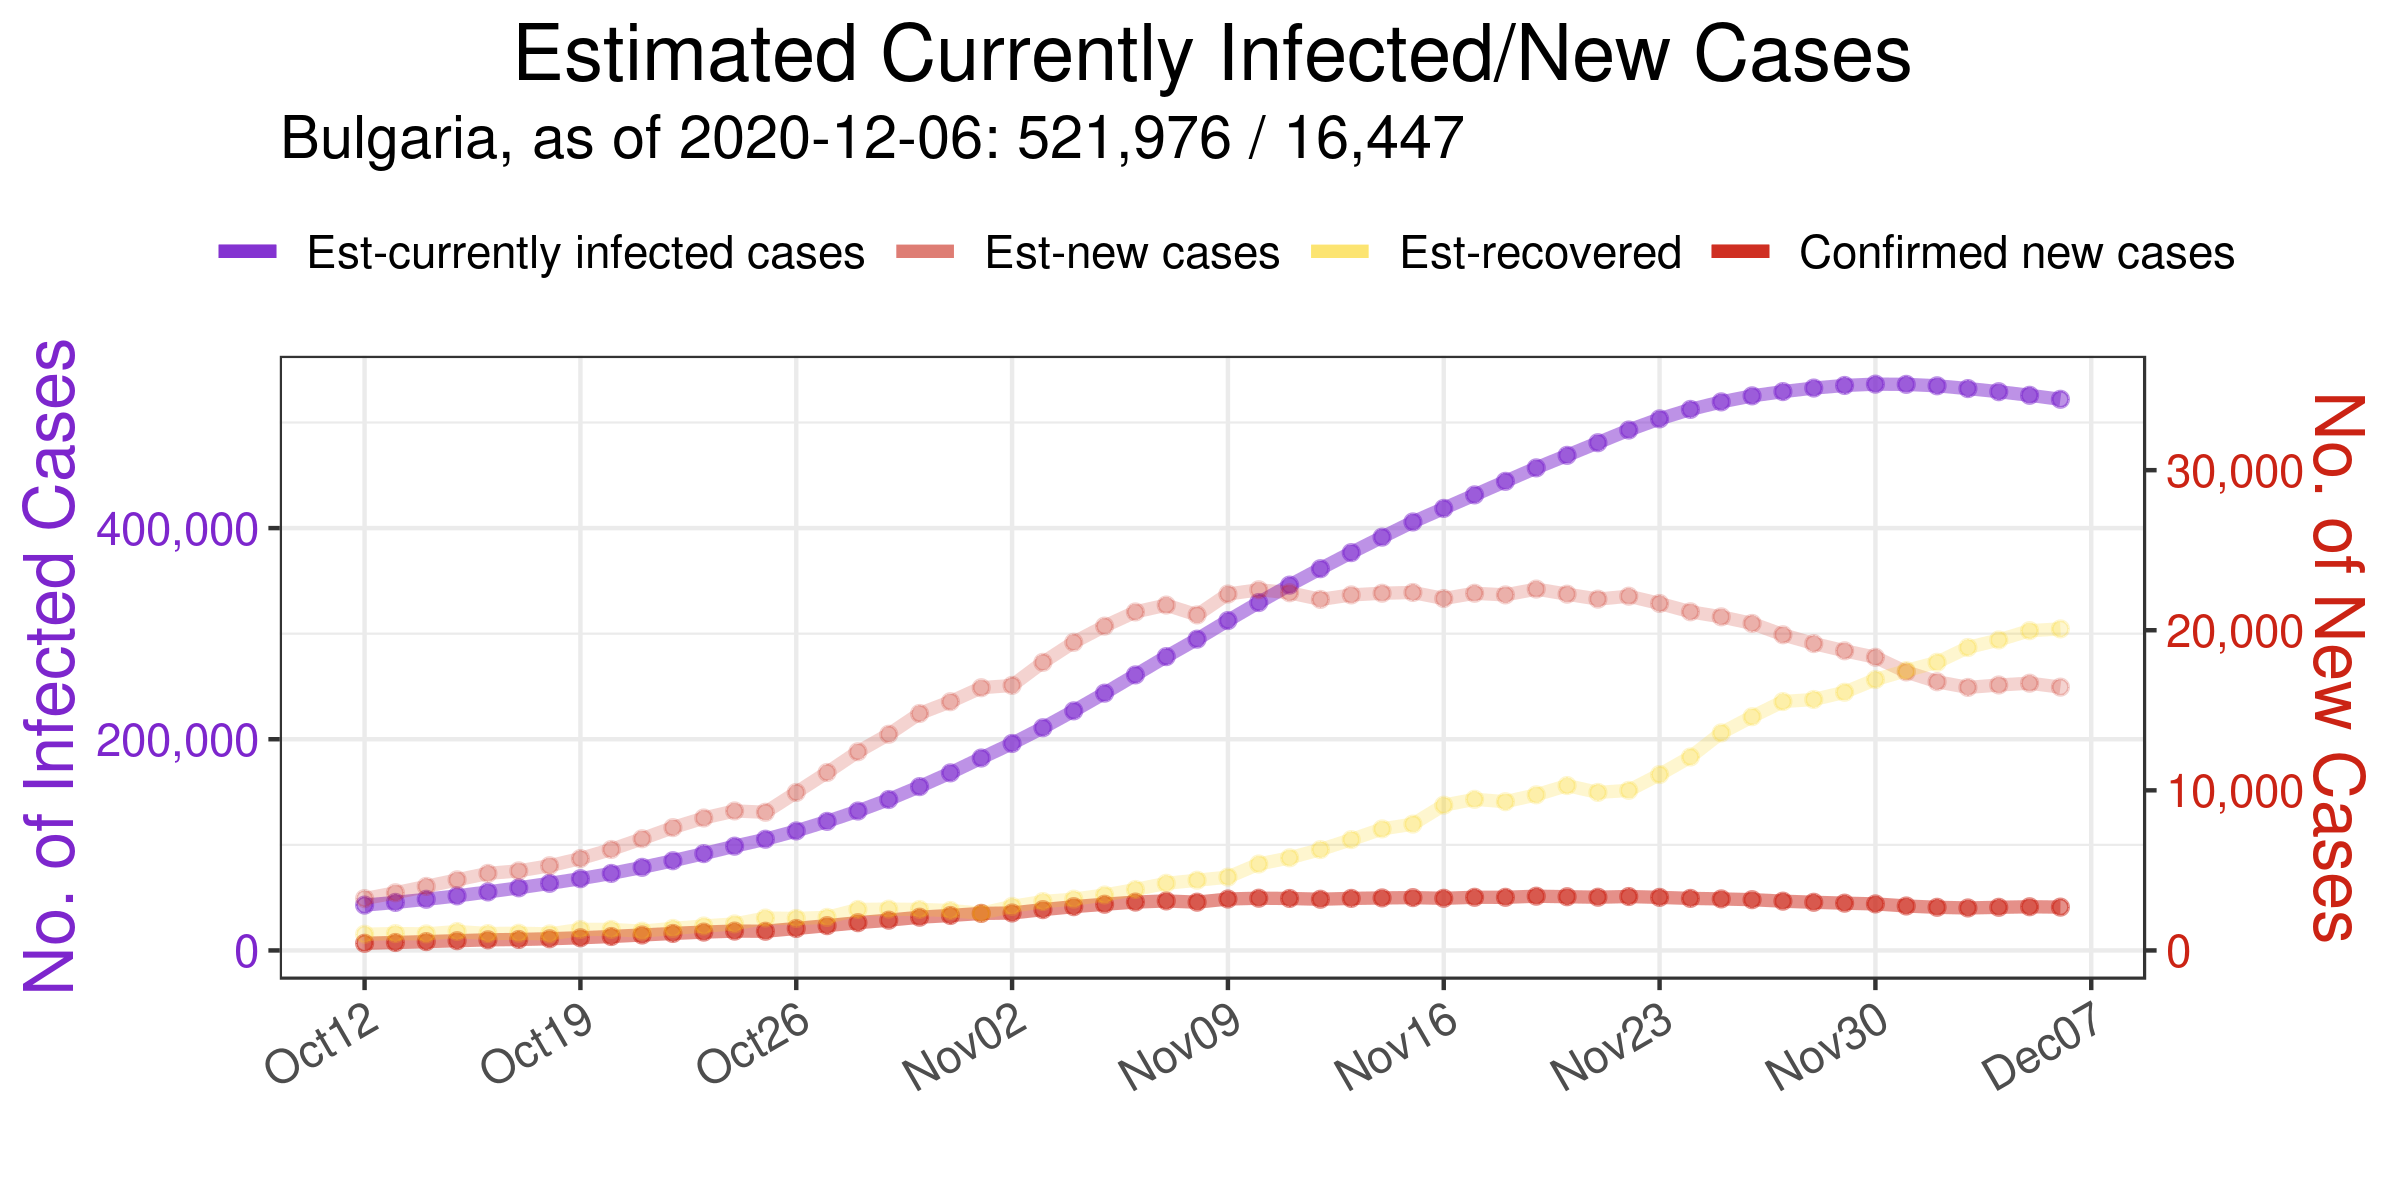 Estimated Currently Infected/New Cases
Bulgaria, as of 2020-12-06: 521,976 / 16,447
Est-currently infected cases Est-new cases Est-recovered Confirmed new cases
No. of Infected Cases
400,000
200,000
0
30,000
20,000
10,000
0
No. of New Cases
Oct12 Oct19 Oct26 Nov02 Nov09 Nov16 Nov23 Nov30 Dec07